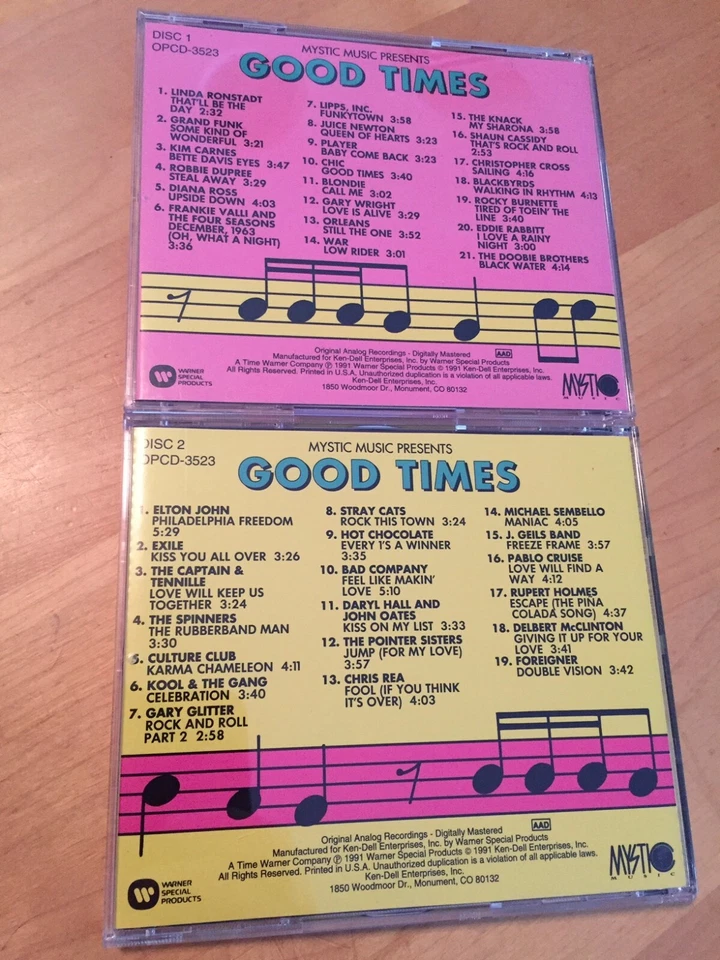 DISC 1
OPCD-3523
MYSTIC MUSIC PRESENTS
GOOD TIMES
1. LINDA RONSTADT
THAT'LL BE THE
DAY 2:32
2. GRAND FUNK
SOME KIND OF
WONDERFUL 3:21
3. KIM CARNES
BETTE DAVIS EYES 3:47
4. ROBBIE DUPREE
STEAL AWAY 3:29
5. DIANA ROSS
UPSIDE DOWN 4:03
6. FRANKIE VALLI AND
THE FOUR SEASONS
DECEMBER, 1963
(OH, WHAT A NIGHT)
3:36
7. LIPPS, INC.
FUNKYTOWN 3:58
8. JUICE NEWTON
QUEEN OF HEARTS 3:23
9. PLAYER
BABY COME BACK 3:23
10. CHIC
GOOD TIMES 3:40
11. BLONDIE
CALL ME 3:02
12. GARY WRIGHT
LOVE IS ALIVE 3:29
13. ORLEANS
STILL THE ONE 3:52
14. WAR
LOW RIDER 3:01
15. THE KNACK
MY SHARONA 3:58
16. SHAUN CASSIDY
THAT'S ROCK AND ROLL
2:53
17. CHRISTOPHER CROSS
SAILING 4:16
18. BLACKBYRDS
WALKING IN RHYTHM 4:13
19. ROCKY BURNETTE
TIRED OF TOEIN' THE
LINE 3:40
20. EDDIE RABBITT
I LOVE A RAINY
NIGHT 3:00
21. THE DOOBIE BROTHERS
BLACK WATER 4:14
Original Analog Recordings - Digitally Mastered AAD
Manufactured for Ken-Dell Enterprises, Inc. by Warner Special Products
A Time Warner Company ℗ 1991 Warner Special Products © 1991 Ken-Dell Enterprises, Inc.
All Rights Reserved. Printed in U.S.A. Unauthorized duplication is a violation of all applicable laws.
Ken-Dell Enterprises, Inc.
1850 Woodmoor Dr., Monument, CO 80132
WARNER
SPECIAL
PRODUCTS
MYSTIC
MUSIC
DISC 2
OPCD-3523
MYSTIC MUSIC PRESENTS
GOOD TIMES
1. ELTON JOHN
PHILADELPHIA FREEDOM
5:29
2. EXILE
KISS YOU ALL OVER 3:26
3. THE CAPTAIN &
TENNILLE
LOVE WILL KEEP US
TOGETHER 3:24
4. THE SPINNERS
THE RUBBERBAND MAN
3:30
5. CULTURE CLUB
KARMA CHAMELEON 4:11
6. KOOL & THE GANG
CELEBRATION 3:40
7. GARY GLITTER
ROCK AND ROLL
PART 2 2:58
8. STRAY CATS
ROCK THIS TOWN 3:24
9. HOT CHOCOLATE
EVERY 1'S A WINNER
3:35
10. BAD COMPANY
FEEL LIKE MAKIN'
LOVE 5:10
11. DARYL HALL AND
JOHN OATES
KISS ON MY LIST 3:33
12. THE POINTER SISTERS
JUMP (FOR MY LOVE)
3:57
13. CHRIS REA
FOOL (IF YOU THINK
IT'S OVER) 4:03
14. MICHAEL SEMBELLO
MANIAC 4:05
15. J. GEILS BAND
FREEZE FRAME 3:57
16. PABLO CRUISE
LOVE WILL FIND A
WAY 4:12
17. RUPERT HOLMES
ESCAPE (THE PIÑA
COLADA SONG) 4:37
18. DELBERT McCLINTON
GIVING IT UP FOR YOUR
LOVE 3:41
19. FOREIGNER
DOUBLE VISION 3:42
Original Analog Recordings - Digitally Mastered AAD
Manufactured for Ken-Dell Enterprises, Inc. by Warner Special Products
A Time Warner Company ℗ 1991 Warner Special Products © 1991 Ken-Dell Enterprises, Inc.
All Rights Reserved. Printed in U.S.A. Unauthorized duplication is a violation of all applicable laws.
Ken-Dell Enterprises, Inc.
1850 Woodmoor Dr., Monument, CO 80132
WARNER
SPECIAL
PRODUCTS
MYSTIC
MUSIC